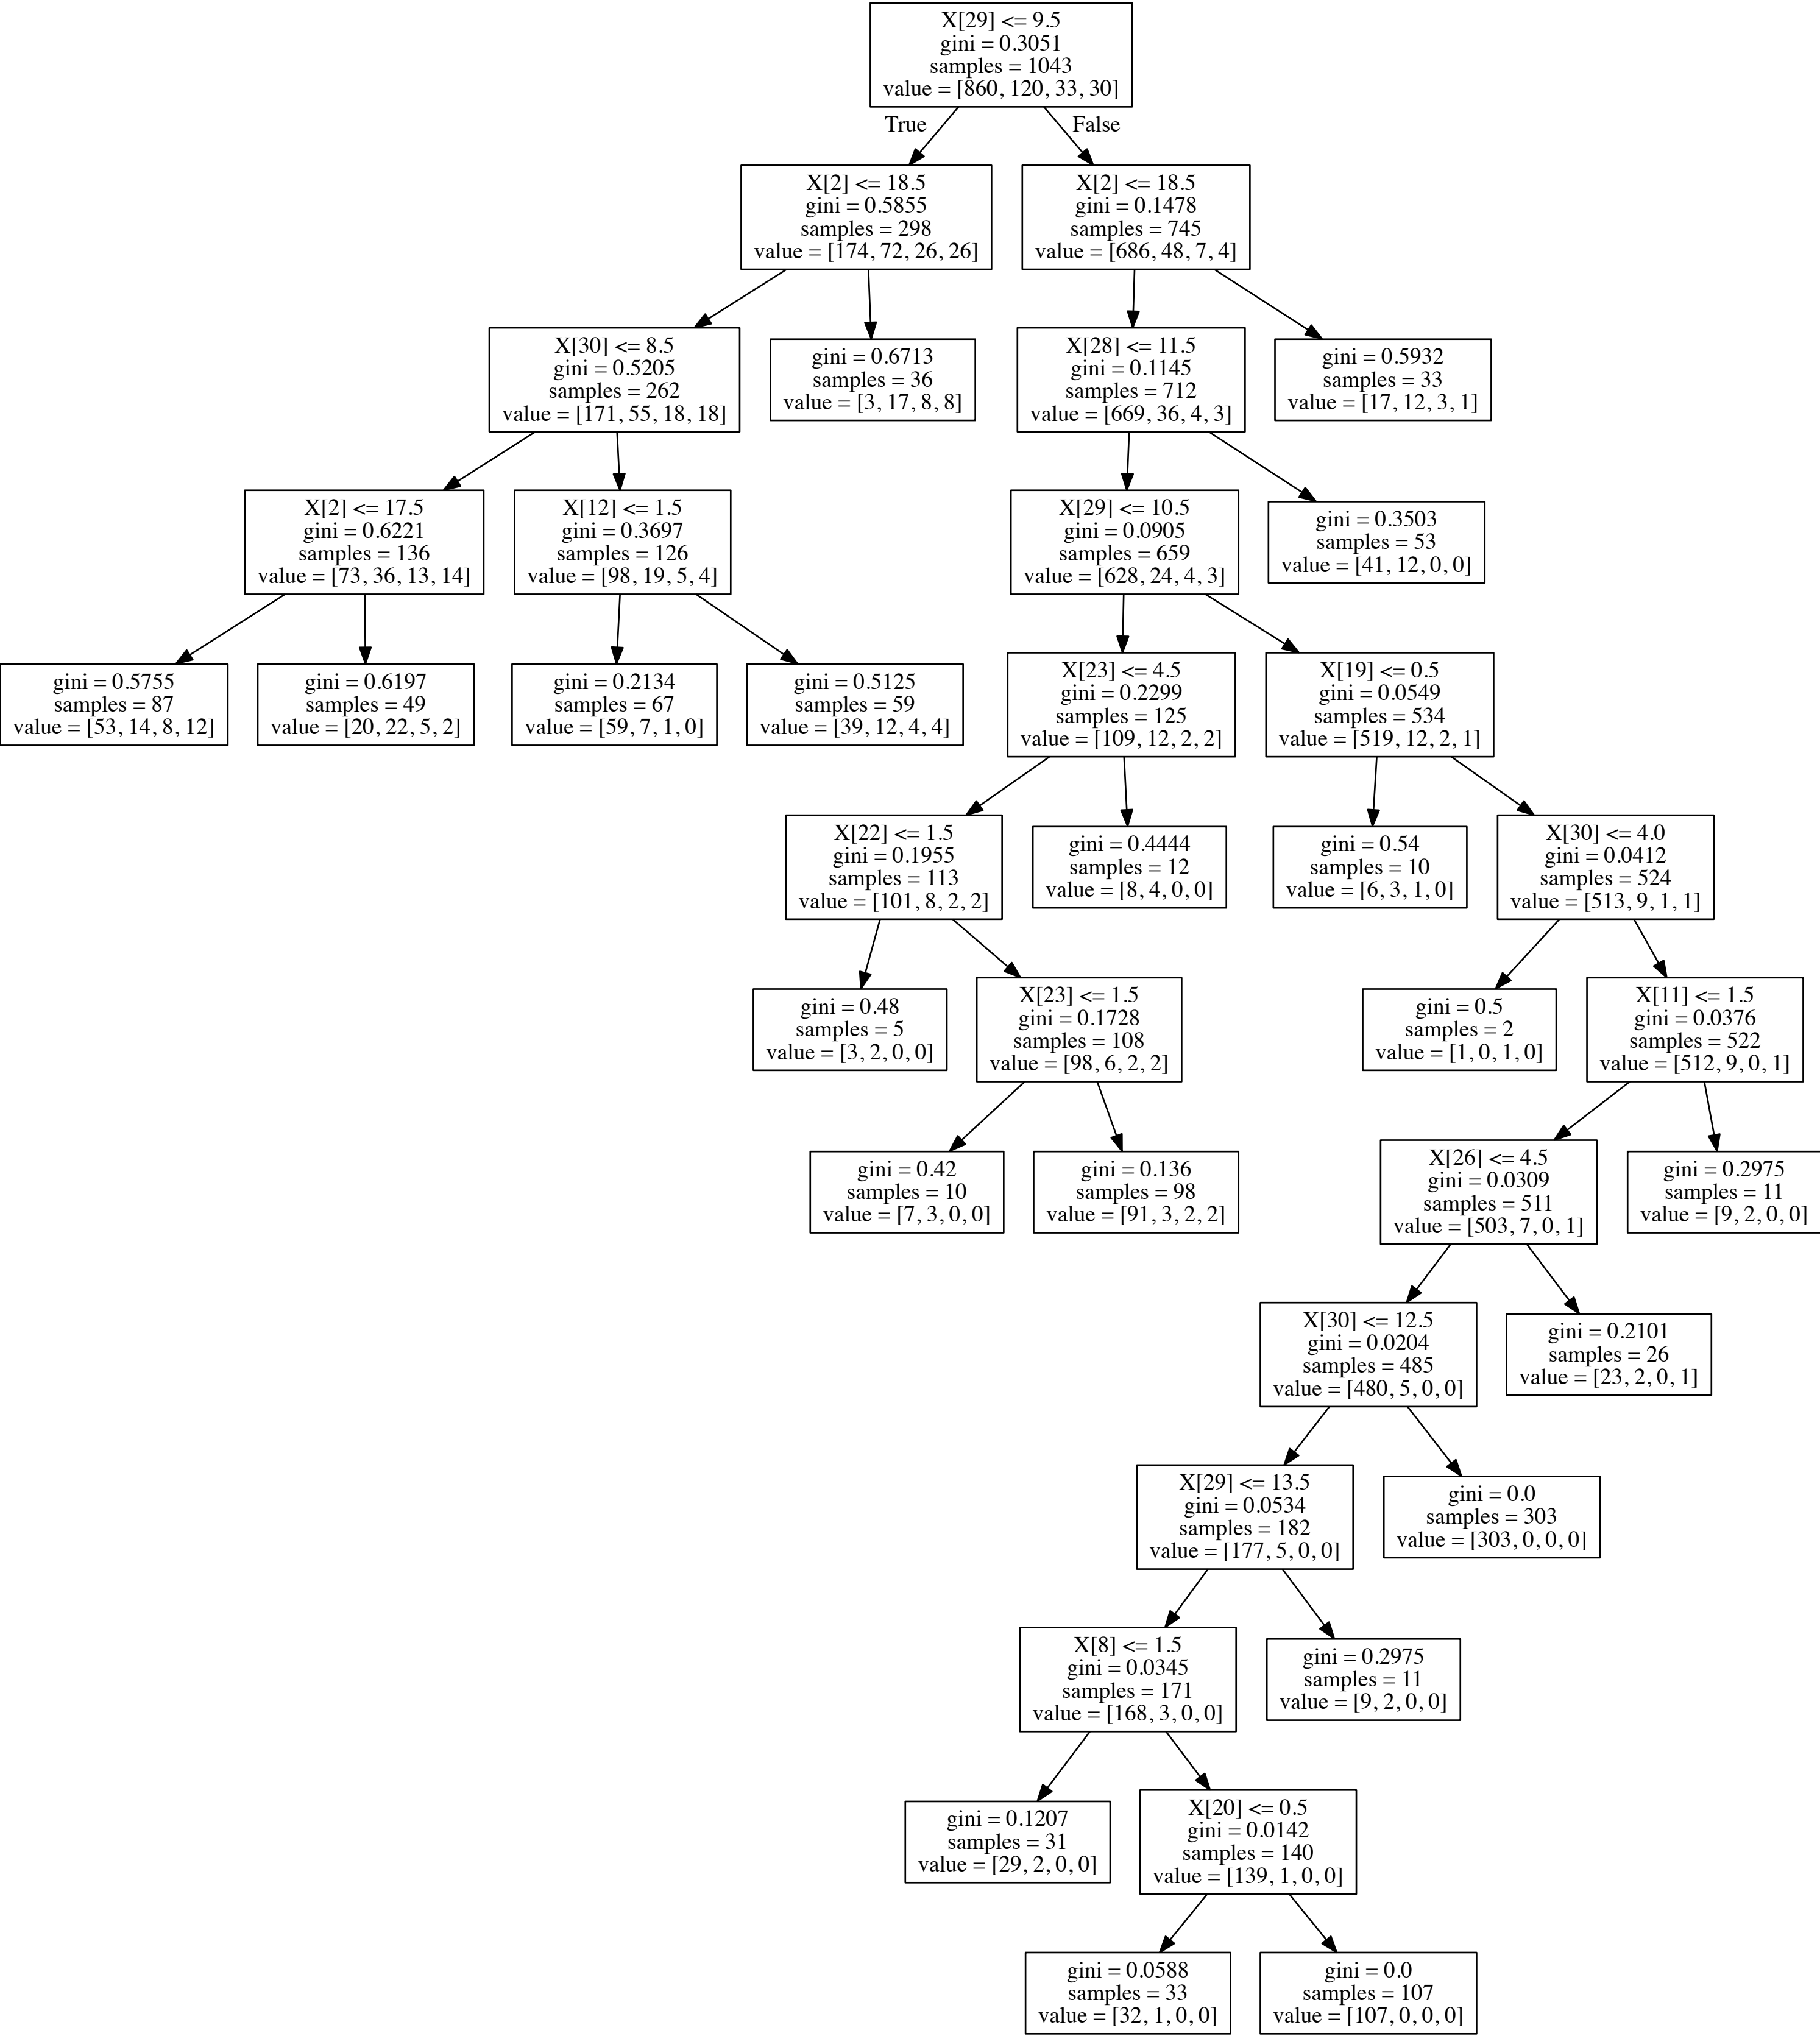 X[29] <= 9.5
gini = 0.3051
samples = 1043
value = [860, 120, 33, 30]
True
False
X[2] <= 18.5
gini = 0.5855
samples = 298
value = [174, 72, 26, 26]
X[2] <= 18.5
gini = 0.1478
samples = 745
value = [686, 48, 7, 4]
X[30] <= 8.5
gini = 0.5205
samples = 262
value = [171, 55, 18, 18]
gini = 0.6713
samples = 36
value = [3, 17, 8, 8]
X[28] <= 11.5
gini = 0.1145
samples = 712
value = [669, 36, 4, 3]
gini = 0.5932
samples = 33
value = [17, 12, 3, 1]
X[2] <= 17.5
gini = 0.6221
samples = 136
value = [73, 36, 13, 14]
X[12] <= 1.5
gini = 0.3697
samples = 126
value = [98, 19, 5, 4]
X[29] <= 10.5
gini = 0.0905
samples = 659
value = [628, 24, 4, 3]
gini = 0.3503
samples = 53
value = [41, 12, 0, 0]
gini = 0.5755
samples = 87
value = [53, 14, 8, 12]
gini = 0.6197
samples = 49
value = [20, 22, 5, 2]
gini = 0.2134
samples = 67
value = [59, 7, 1, 0]
gini = 0.5125
samples = 59
value = [39, 12, 4, 4]
X[23] <= 4.5
gini = 0.2299
samples = 125
value = [109, 12, 2, 2]
X[19] <= 0.5
gini = 0.0549
samples = 534
value = [519, 12, 2, 1]
X[22] <= 1.5
gini = 0.1955
samples = 113
value = [101, 8, 2, 2]
gini = 0.4444
samples = 12
value = [8, 4, 0, 0]
gini = 0.54
samples = 10
value = [6, 3, 1, 0]
X[30] <= 4.0
gini = 0.0412
samples = 524
value = [513, 9, 1, 1]
gini = 0.48
samples = 5
value = [3, 2, 0, 0]
X[23] <= 1.5
gini = 0.1728
samples = 108
value = [98, 6, 2, 2]
gini = 0.5
samples = 2
value = [1, 0, 1, 0]
X[11] <= 1.5
gini = 0.0376
samples = 522
value = [512, 9, 0, 1]
gini = 0.42
samples = 10
value = [7, 3, 0, 0]
gini = 0.136
samples = 98
value = [91, 3, 2, 2]
X[26] <= 4.5
gini = 0.0309
samples = 511
value = [503, 7, 0, 1]
gini = 0.2975
samples = 11
value = [9, 2, 0, 0]
X[30] <= 12.5
gini = 0.0204
samples = 485
value = [480, 5, 0, 0]
gini = 0.2101
samples = 26
value = [23, 2, 0, 1]
X[29] <= 13.5
gini = 0.0534
samples = 182
value = [177, 5, 0, 0]
gini = 0.0
samples = 303
value = [303, 0, 0, 0]
X[8] <= 1.5
gini = 0.0345
samples = 171
value = [168, 3, 0, 0]
gini = 0.2975
samples = 11
value = [9, 2, 0, 0]
gini = 0.1207
samples = 31
value = [29, 2, 0, 0]
X[20] <= 0.5
gini = 0.0142
samples = 140
value = [139, 1, 0, 0]
gini = 0.0588
samples = 33
value = [32, 1, 0, 0]
gini = 0.0
samples = 107
value = [107, 0, 0, 0]